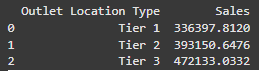 Outlet Location Type Sales
0 Tier 1 336397.8120
1 Tier 2 393150.6476
2 Tier 3 472133.0332